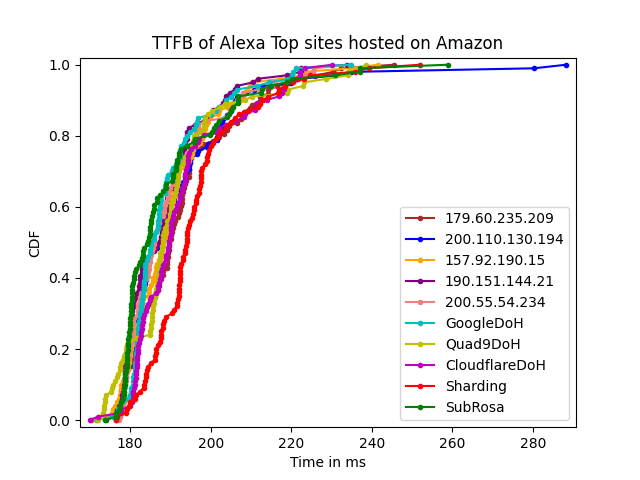 TTFB of Alexa Top sites hosted on Amazon
1.0
0.8
0.6
0.4
0.2
0.0
CDF
179.60.235.209
200.110.130.194
157.92.190.15
190.151.144.21
200.55.54.234
GoogleDoH
Quad9DoH
CloudflareDoH
Sharding
SubRosa
180 200 220 240 260 280
Time in ms